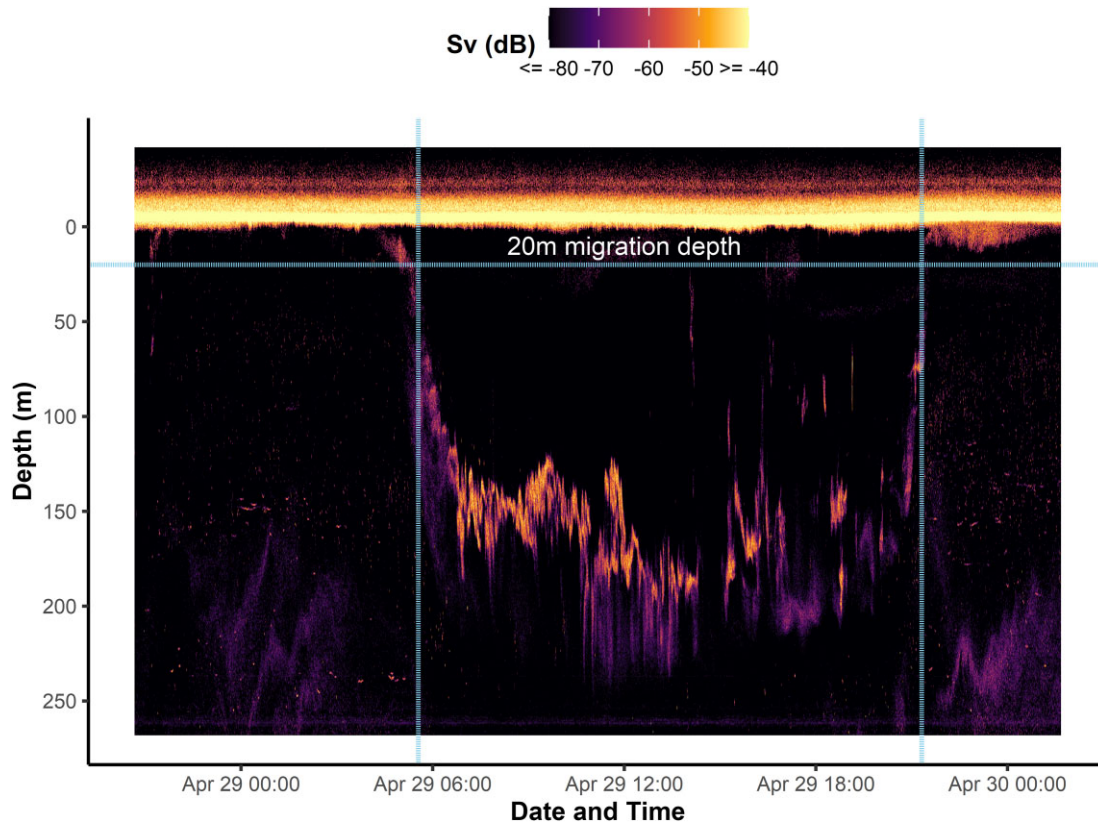 Sv (dB)
<= -80 -70 -60 -50 >= -40
20m migration depth
Depth (m)
0
50
100
150
200
250
Apr 29 00:00 Apr 29 06:00 Apr 29 12:00 Apr 29 18:00 Apr 30 00:00
Date and Time